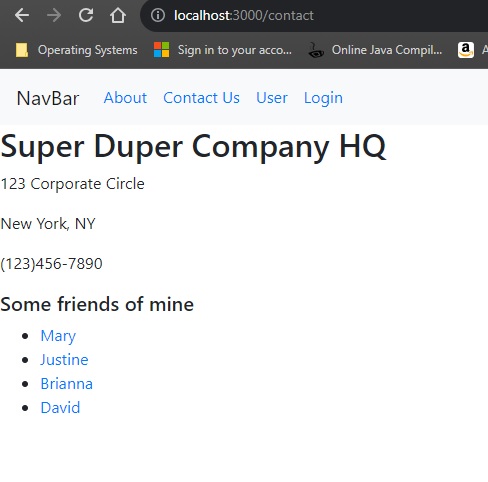 localhost:3000/contact
Operating Systems Sign in to your acco... Online Java Compil... A
NavBar About Contact Us User Login
Super Duper Company HQ
123 Corporate Circle
New York, NY
(123)456-7890
Some friends of mine
Mary
Justine
Brianna
David